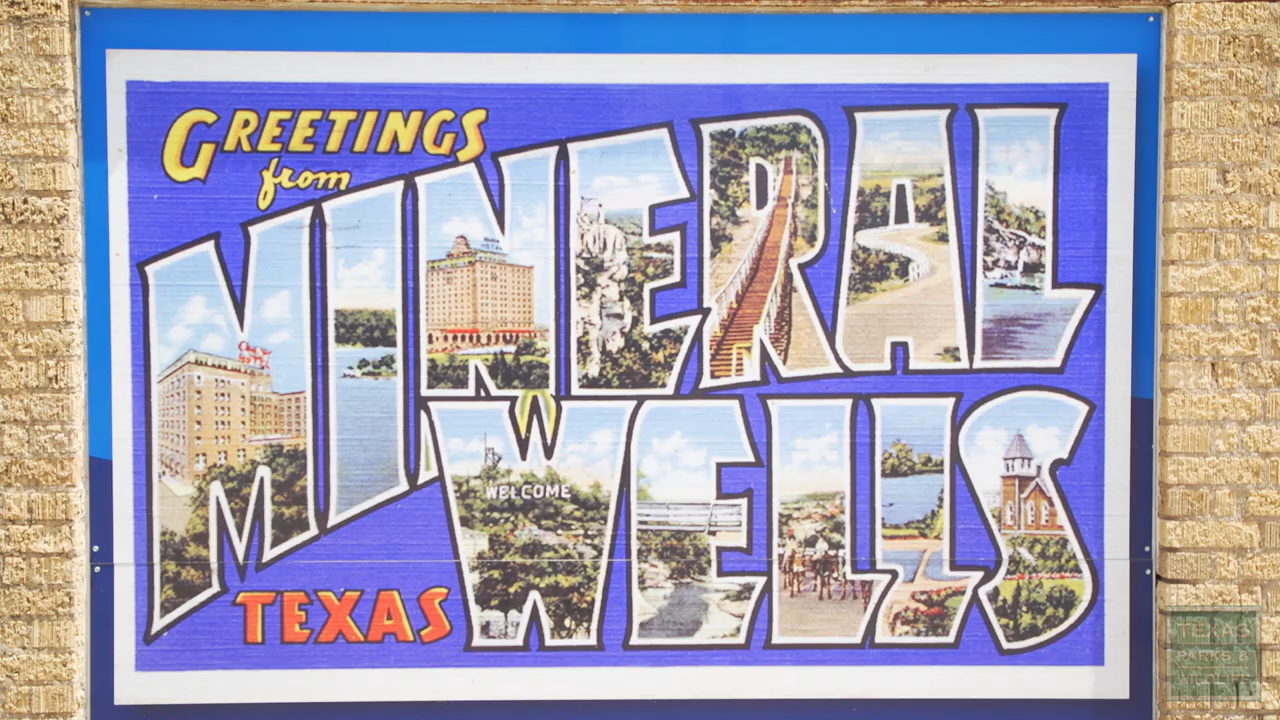 GREETINGS
from
MINERAL
WELLS
WELCOME
TEXAS
TEXAS
PARKS &
WILDLIFE